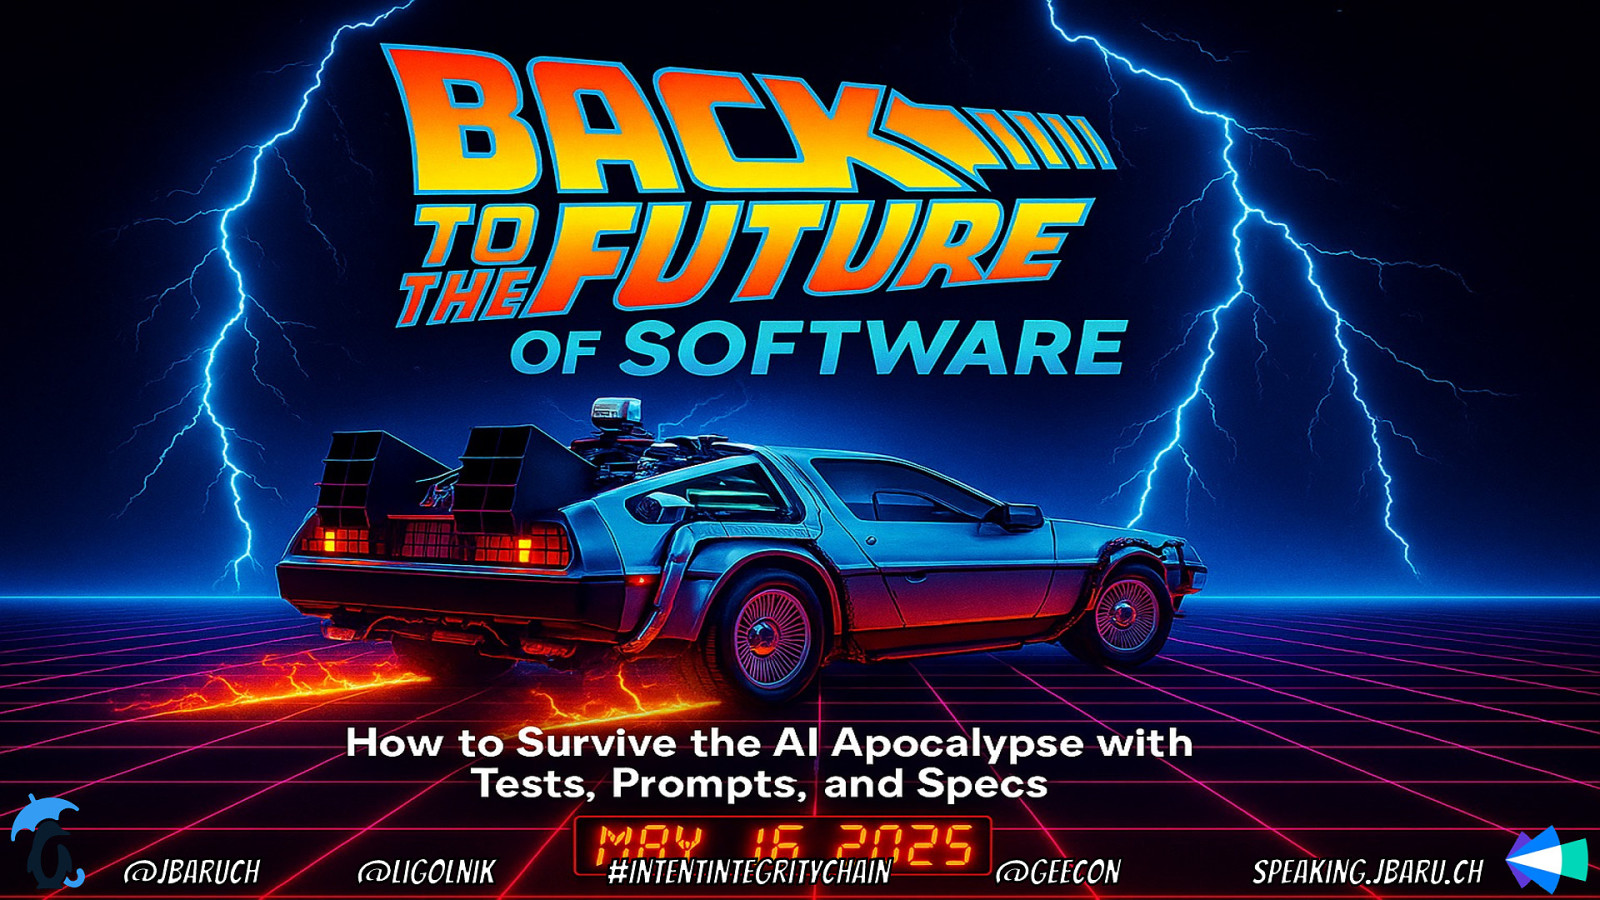 BACK
TO THE FUTURE
OF SOFTWARE
How to Survive the AI Apocalypse with
Tests, Prompts, and Specs
MAY 16 2025
@JBARUCH @LIGOLNIK #INTENTINTEGRITYCHAIN @GEECON SPEAKING.JBARU.CH